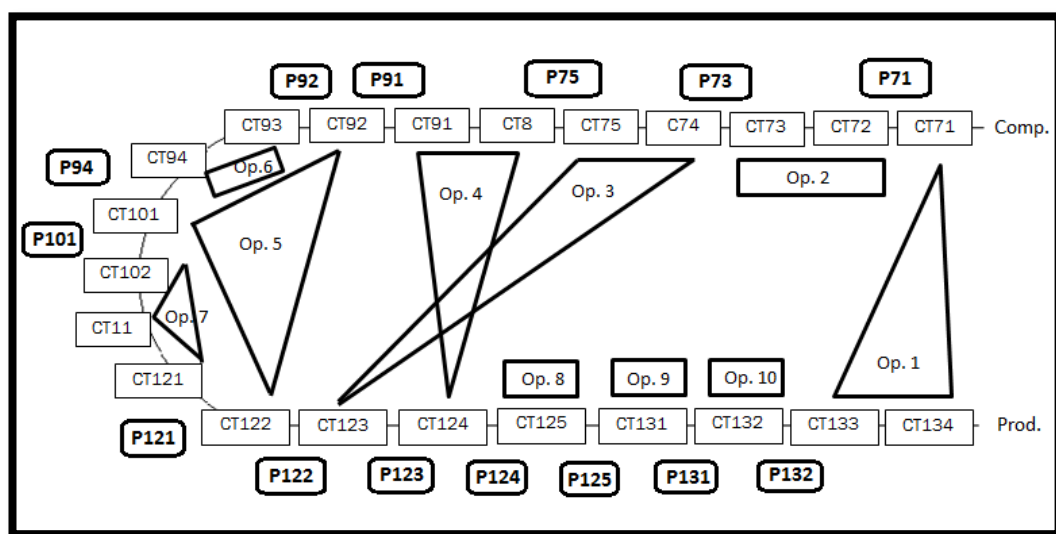 P92 P91 P75 P73 P71
CT93 CT92 CT91 CT8 CT75 C74 CT73 CT72 CT71 Comp.
CT94
P94
Op.6
Op. 4
Op. 3
Op. 2
CT101
P101
Op. 5
CT102
Op. 7
CT11
Op. 1
CT121
Op. 8 Op. 9 Op. 10
CT122 CT123 CT124 CT125 CT131 CT132 CT133 CT134 Prod.
P121
P122 P123 P124 P125 P131 P132